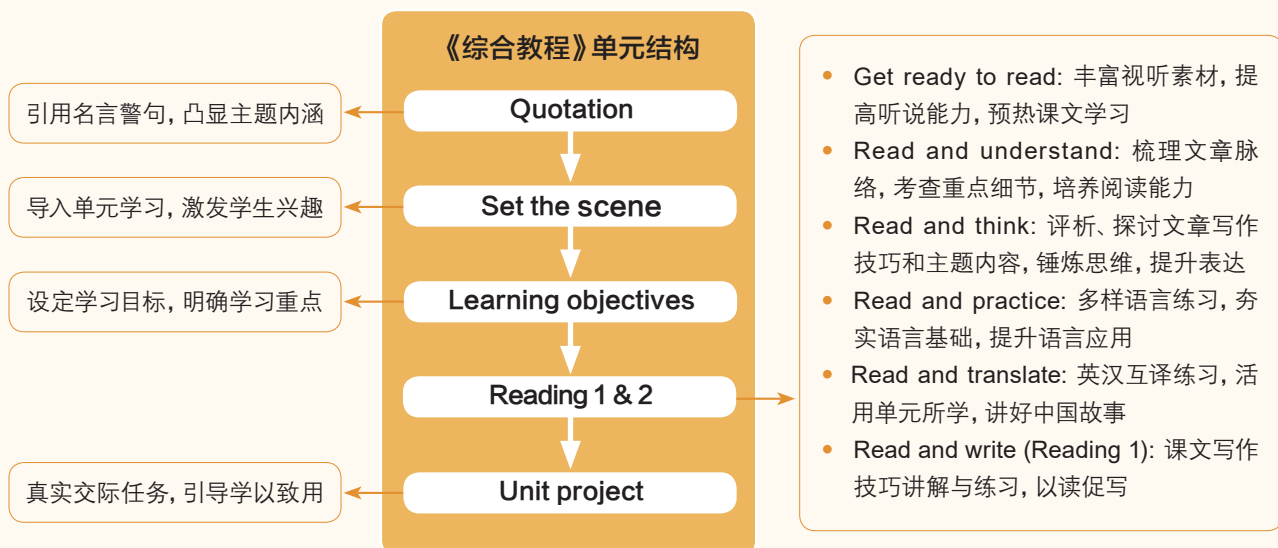 《综合教程》单元结构
引用名言警句, 凸显主题内涵
Quotation
导入单元学习, 激发学生兴趣
Set the scene
设定学习目标, 明确学习重点
Learning objectives
Reading 1 & 2
真实交际任务, 引导学以致用
Unit project
• Get ready to read: 丰富视听素材, 提
高听说能力, 预热课文学习
• Read and understand: 梳理文章脉
络, 考查重点细节, 培养阅读能力
• Read and think: 评析、探讨文章写作
技巧和主题内容, 锤炼思维, 提升表达
• Read and practice: 多样语言练习, 夯
实语言基础, 提升语言应用
• Read and translate: 英汉互译练习, 活
用单元所学, 讲好中国故事
• Read and write (Reading 1): 课文写作
技巧讲解与练习, 以读促写